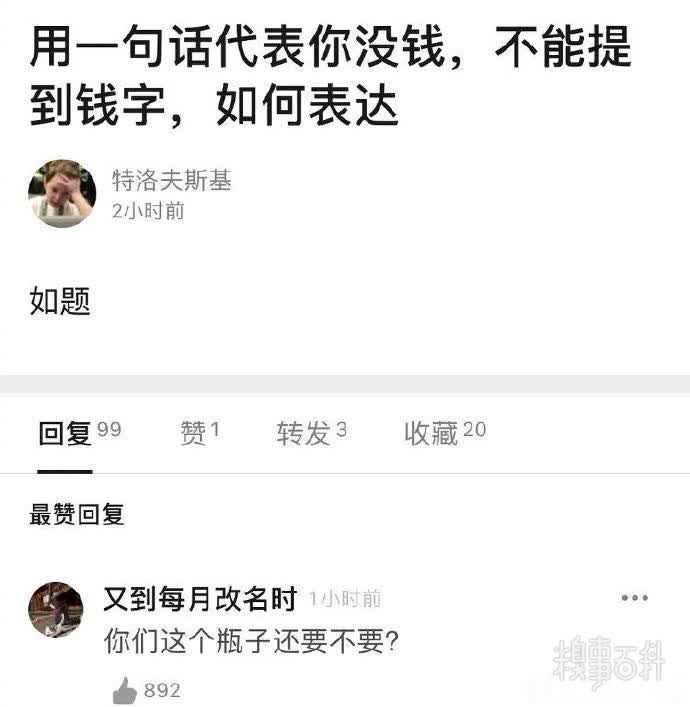 用一句话代表你没钱，不能提
到钱字，如何表达
特洛夫斯基
2小时前
如题
回复 99 赞 1 转发 3 收藏 20
最赞回复
又到每月改名时 1小时前
你们这个瓶子还要不要？
892
糗事百科